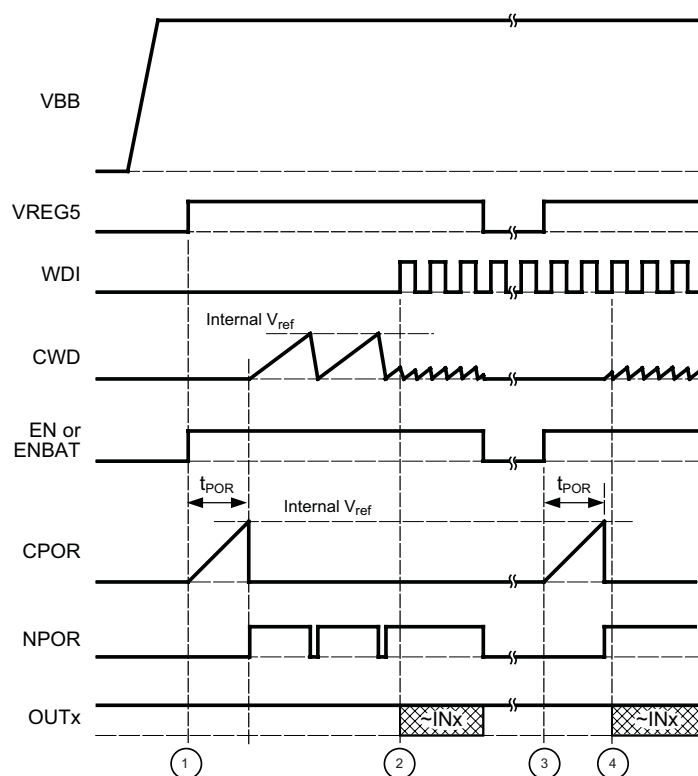 VBB
VREG5
WDI
Internal Vref
CWD
EN or
ENBAT
tPOR
tPOR
Internal Vref
CPOR
NPOR
OUTx
~INx
~INx
1
2
3
4